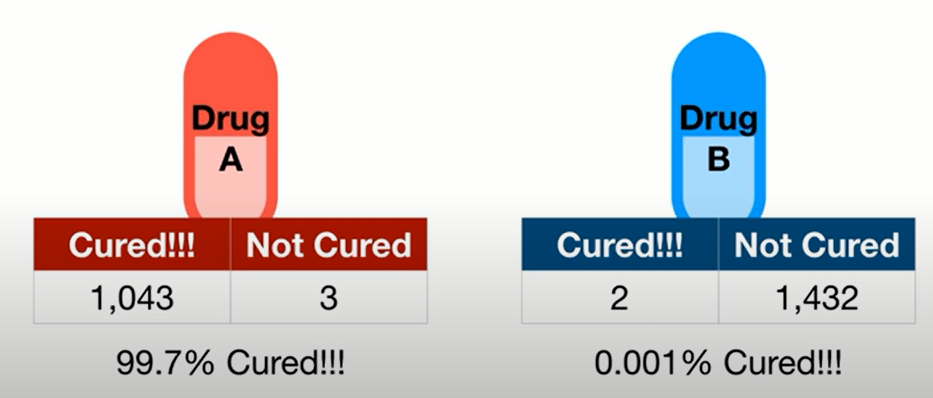 Drug
A
Cured!!! Not Cured
1,043 3
99.7% Cured!!!
Drug
B
Cured!!! Not Cured
2 1,432
0.001% Cured!!!